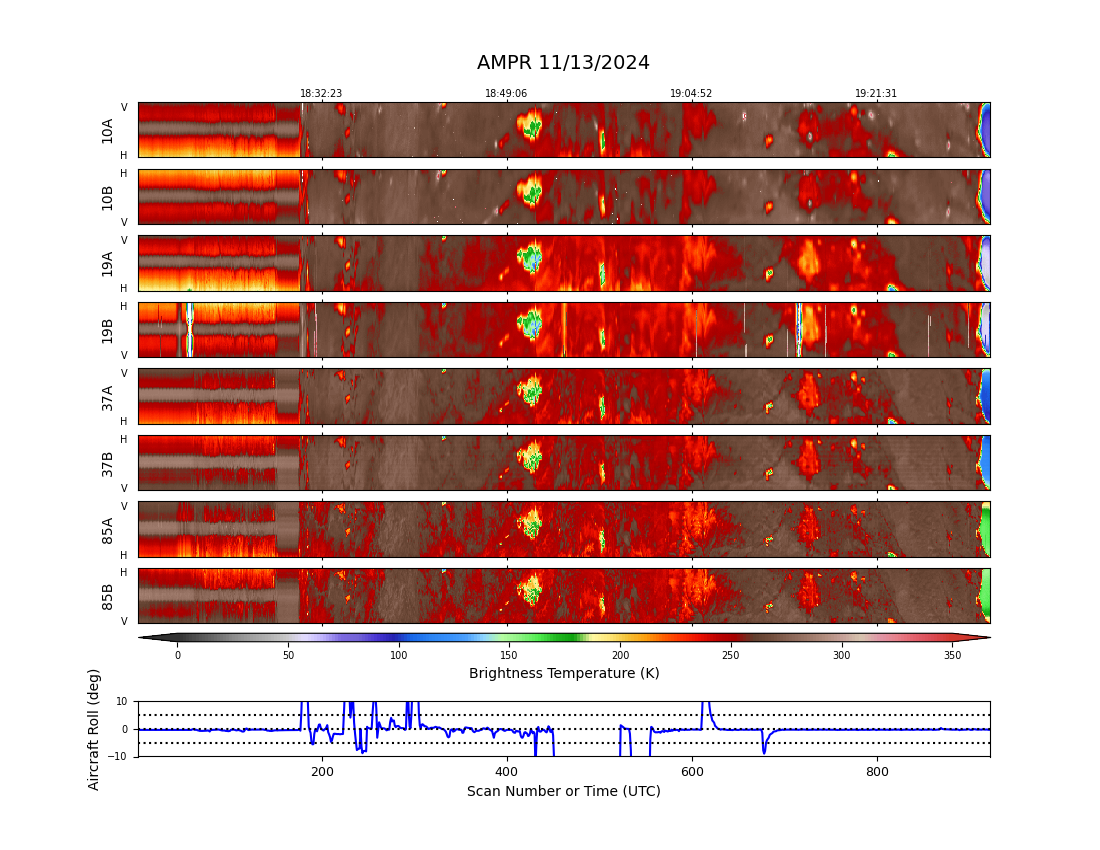 AMPR 11/13/2024
18:32:23 18:49:06 19:04:52 19:21:31
V
10A
H
H
10B
V
V
19A
H
H
19B
V
V
37A
H
H
37B
V
V
85A
H
H
85B
V
0 50 100 150 200 250 300 350
Brightness Temperature (K)
Aircraft Roll (deg)
10
0
−10
200 400 600 800
Scan Number or Time (UTC)